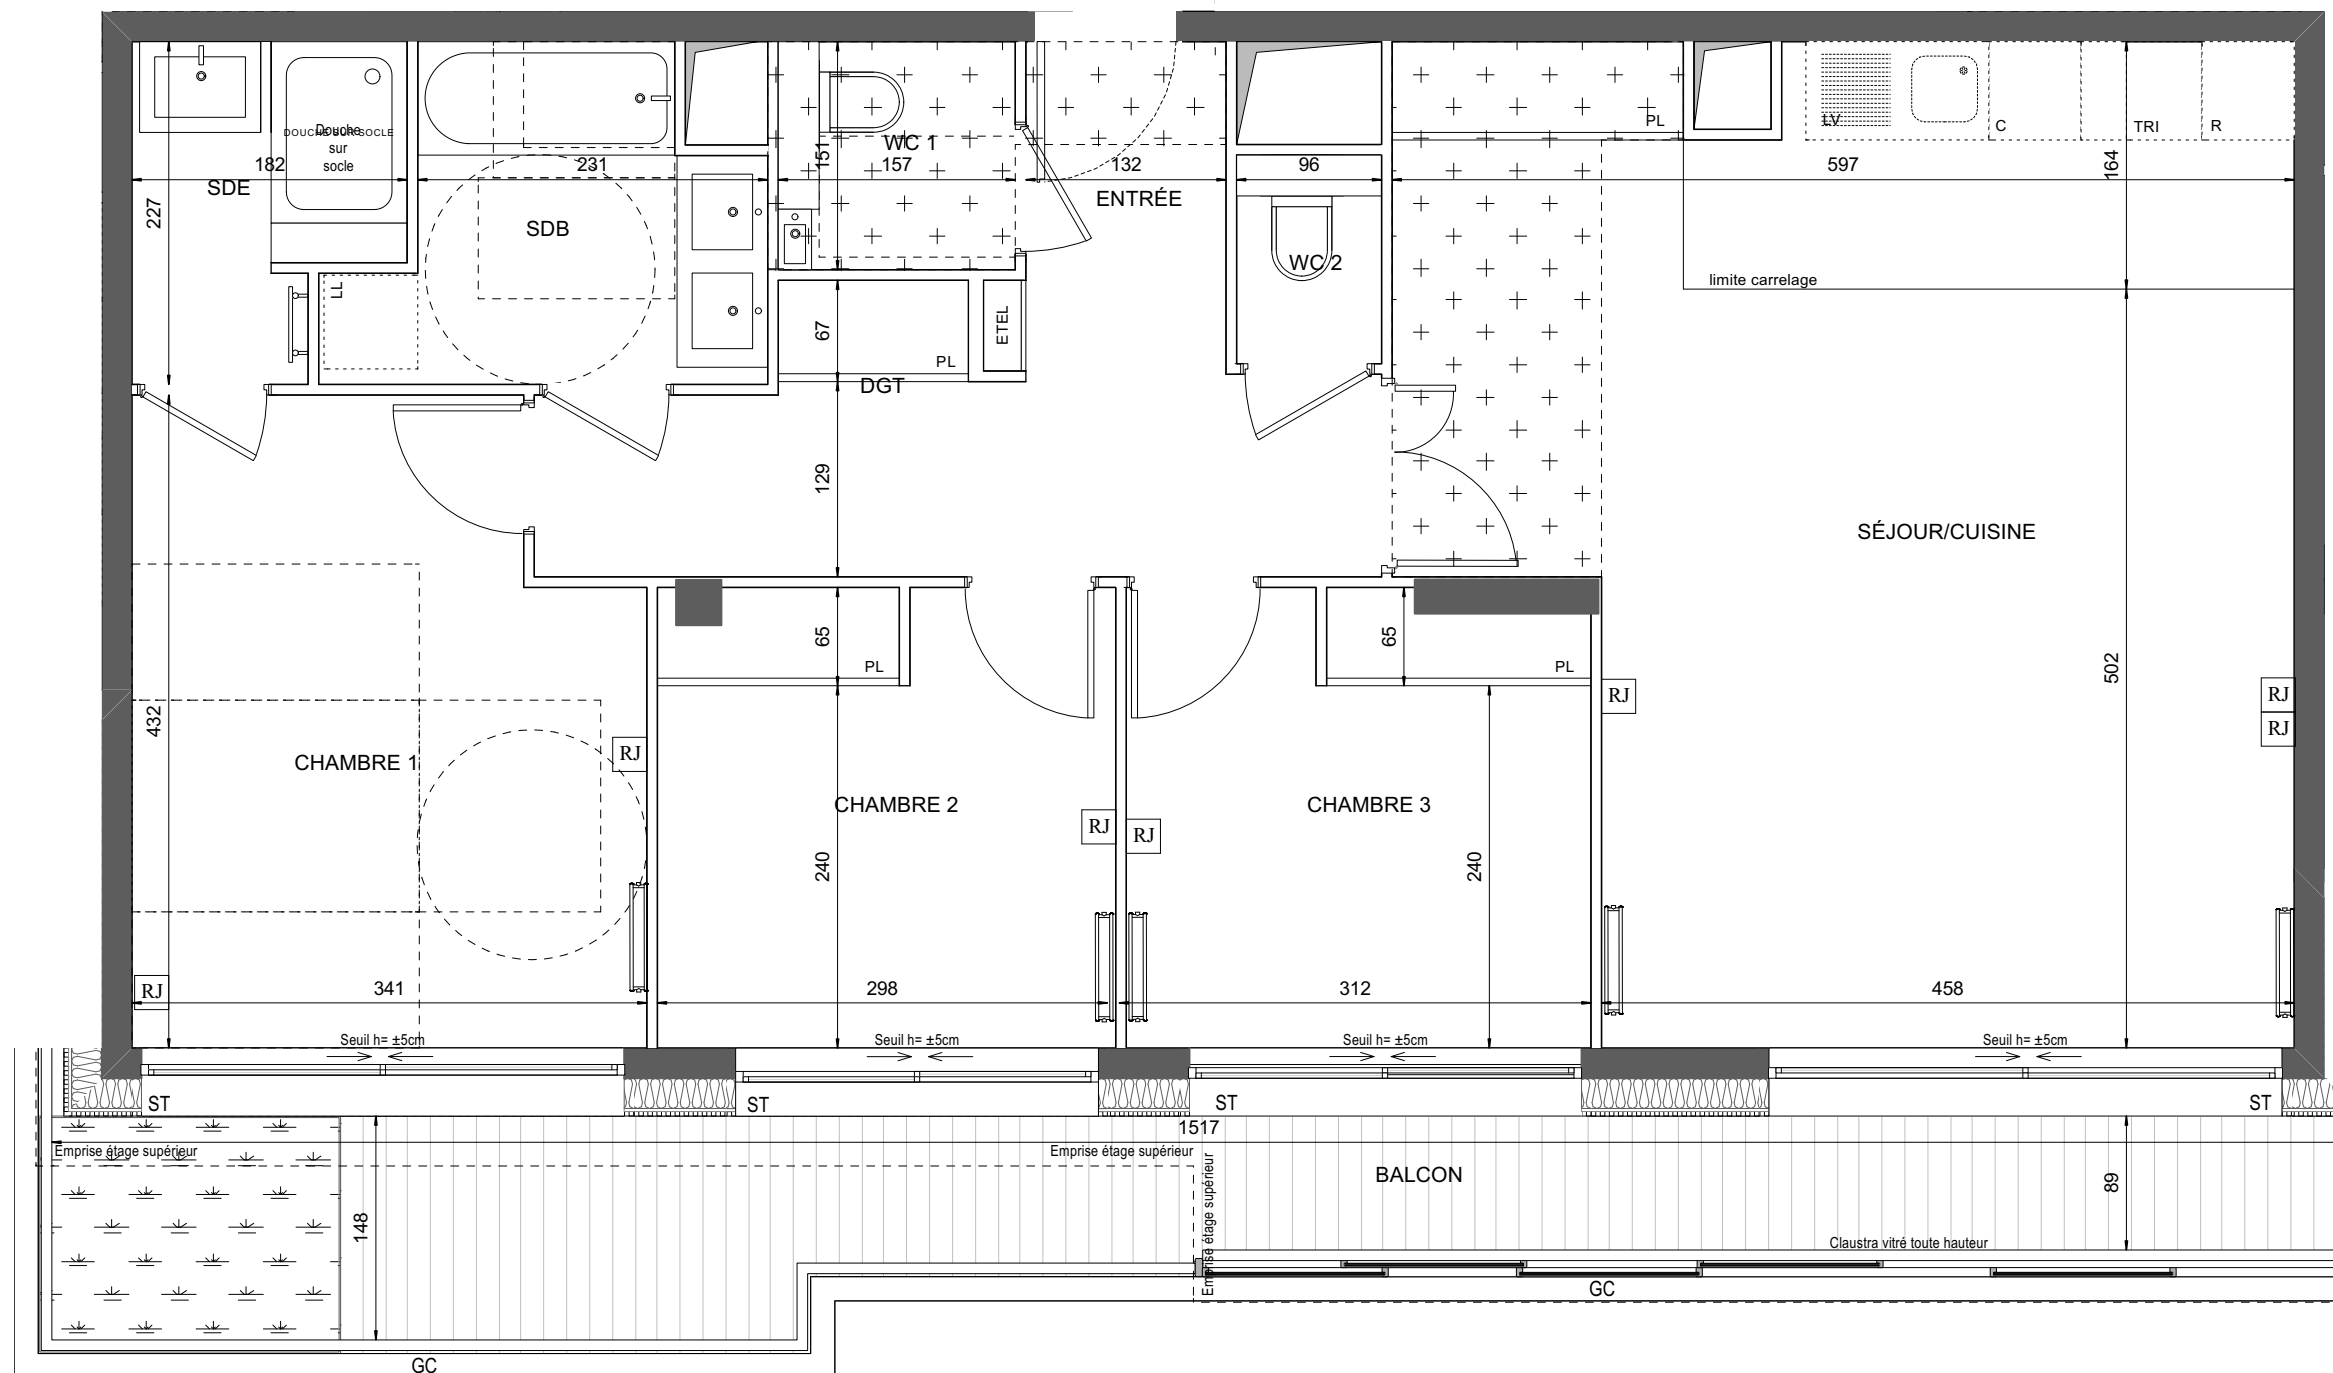 LV
C
TRI
R
PL
DOUCHE SUR SOCLE
Douche
sur
socle
WC 1
151
182
231
157
132
96
597
164
SDE
ENTRÉE
227
SDB
WC 2
limite carrelage
LL
67
ETEL
PL
DGT
129
SÉJOUR/CUISINE
65
PL
65
PL
502
RJ
RJ
RJ
432
RJ
CHAMBRE 1
CHAMBRE 2
CHAMBRE 3
RJ
RJ
240
240
RJ
341
298
312
458
Seuil h= ±5cm
Seuil h= ±5cm
Seuil h= ±5cm
Seuil h= ±5cm
ST
ST
ST
ST
1517
Emprise étage supérieur
Emprise étage supérieur
Emprise étage supérieur
BALCON
89
148
Claustra vitré toute hauteur
GC
GC